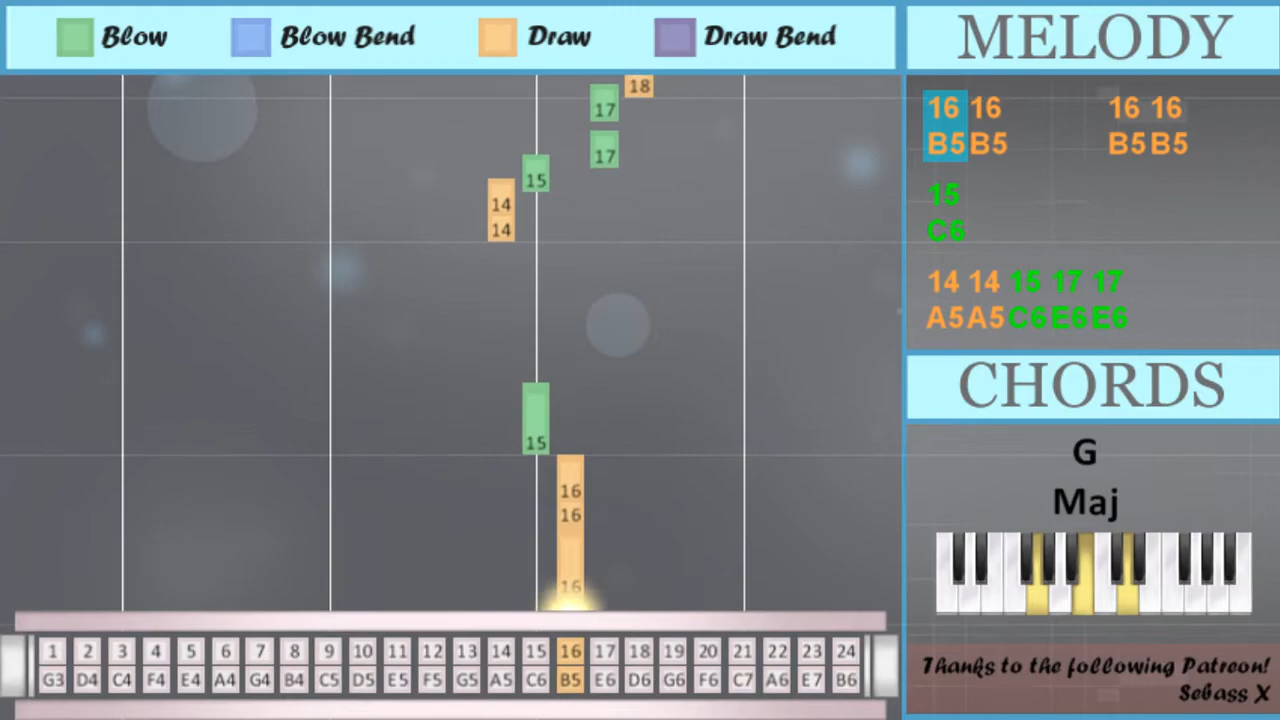 Blow Blow Bend Draw Draw Bend
MELODY
16 16 16 16
B5 B5 B5 B5
15
C6
14 14 15 17 17
A5 A5 C6 E6 E6
18
17
17
15
14
14
15
16
16
16
CHORDS
G
Maj
1 2 3 4 5 6 7 8 9 10 11 12 13 14 15 16 17 18 19 20 21 22 23 24
G3 D4 C4 F4 E4 A4 G4 B4 C5 D5 E5 F5 G5 A5 C6 B5 E6 D6 G6 F6 C7 A6 E7 B6
Thanks to the following Patreon!
Sebass X